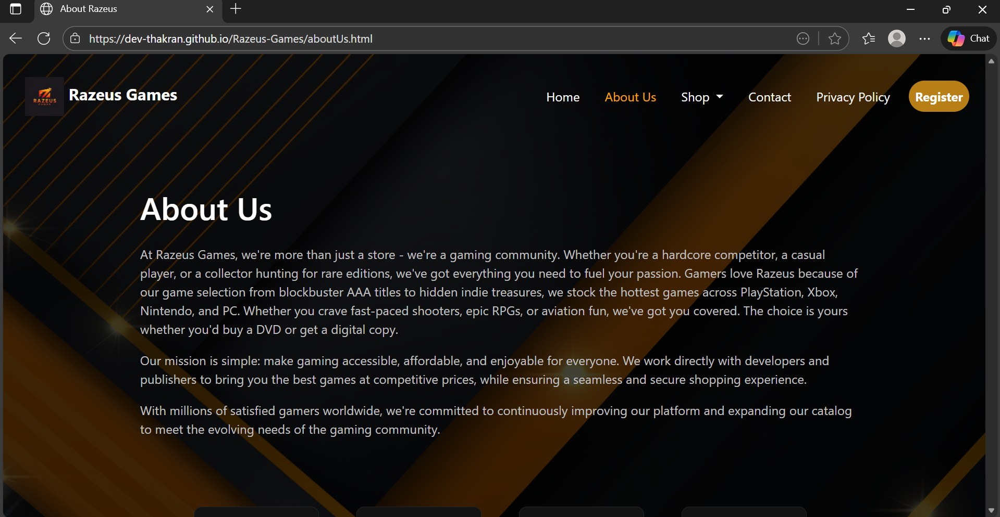 About Razeus
https://dev-thakran.github.io/Razeus-Games/aboutUs.html
Chat
RAZEUS
GAMES
Razeus Games
Home
About Us
Shop
Contact
Privacy Policy
Register
About Us
At Razeus Games, we're more than just a store - we're a gaming community. Whether you're a hardcore competitor, a casual
player, or a collector hunting for rare editions, we've got everything you need to fuel your passion. Gamers love Razeus because of
our game selection from blockbuster AAA titles to hidden indie treasures, we stock the hottest games across PlayStation, Xbox,
Nintendo, and PC. Whether you crave fast-paced shooters, epic RPGs, or aviation fun, we've got you covered. The choice is yours
whether you'd buy a DVD or get a digital copy.
Our mission is simple: make gaming accessible, affordable, and enjoyable for everyone. We work directly with developers and
publishers to bring you the best games at competitive prices, while ensuring a seamless and secure shopping experience.
With millions of satisfied gamers worldwide, we're committed to continuously improving our platform and expanding our catalog
to meet the evolving needs of the gaming community.